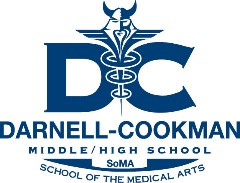 DC
DARNELL-COOKMAN
MIDDLE/HIGH SCHOOL
SoMA
SCHOOL OF THE MEDICAL ARTS